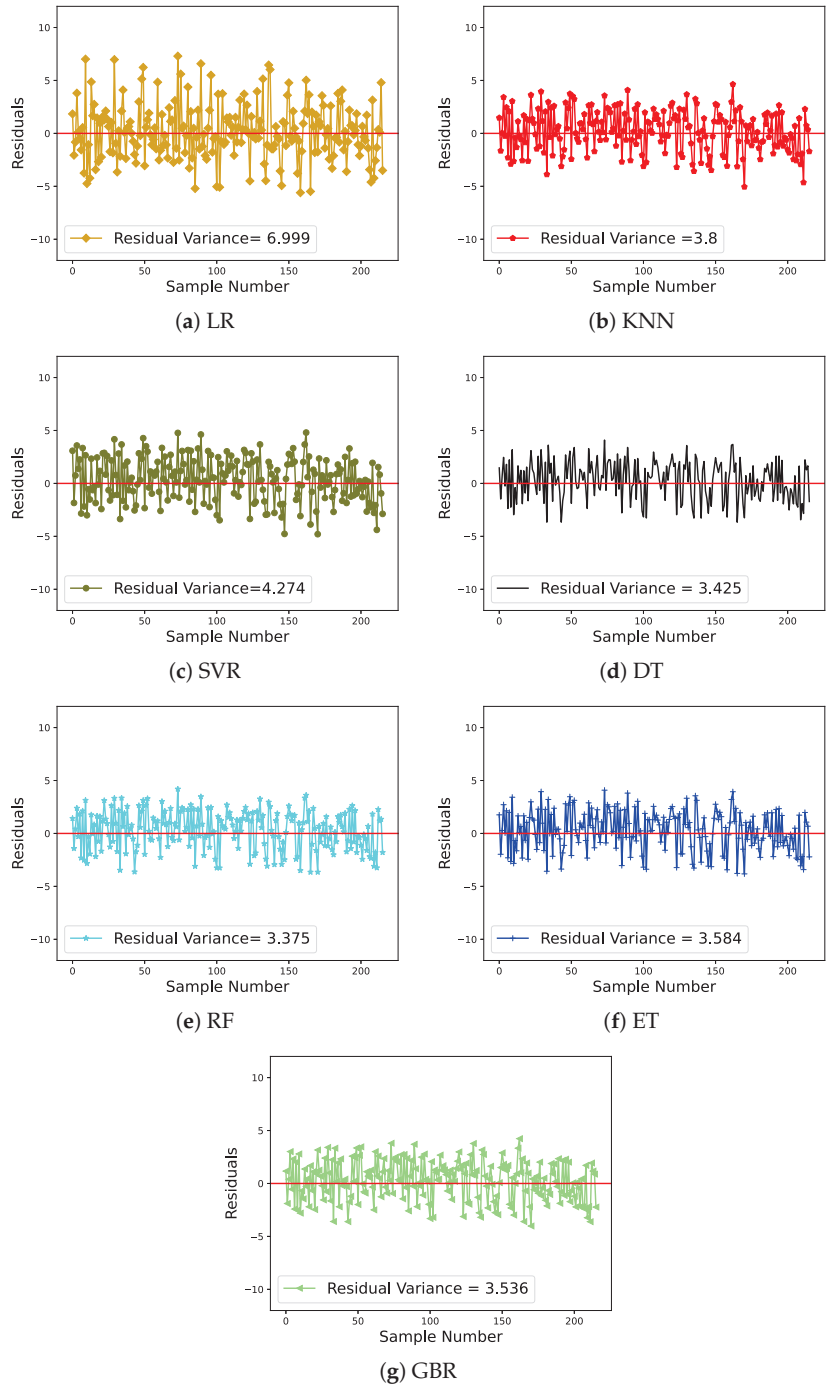 10
5
0
−5
−10
Residuals
Residual Variance= 6.999
0 50 100 150 200
Sample Number
(a) LR
10
5
0
−5
−10
Residuals
Residual Variance =3.8
0 50 100 150 200
Sample Number
(b) KNN
10
5
0
−5
−10
Residuals
Residual Variance=4.274
0 50 100 150 200
Sample Number
(c) SVR
10
5
0
−5
−10
Residuals
Residual Variance = 3.425
0 50 100 150 200
Sample Number
(d) DT
10
5
0
−5
−10
Residuals
Residual Variance= 3.375
0 50 100 150 200
Sample Number
(e) RF
10
5
0
−5
−10
Residuals
Residual Variance = 3.584
0 50 100 150 200
Sample Number
(f) ET
10
5
0
−5
−10
Residuals
Residual Variance = 3.536
0 50 100 150 200
Sample Number
(g) GBR